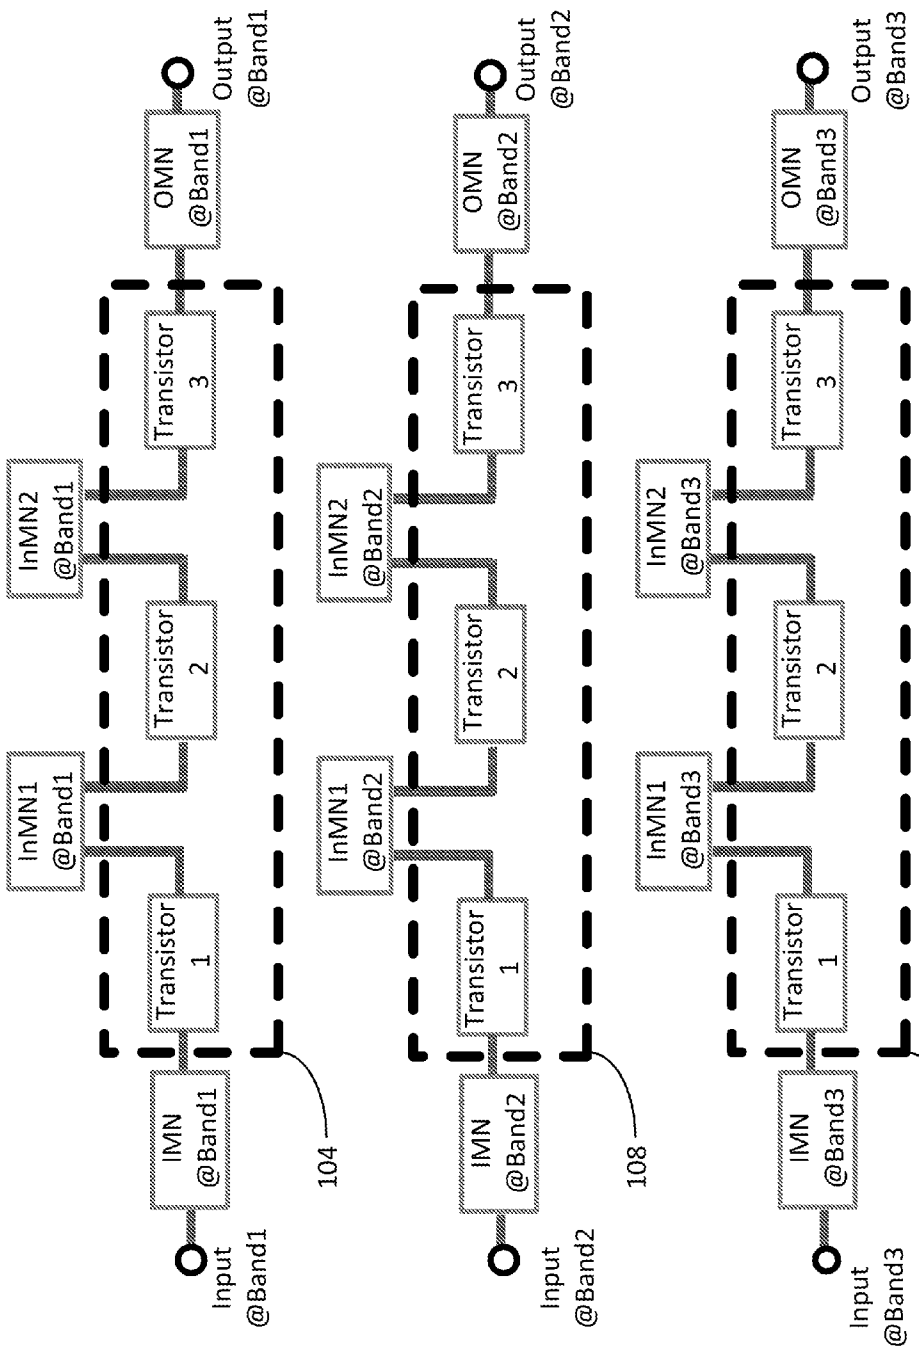 InMN1
@Band1
InMN2
@Band1
Input
@Band1
IMN
@Band1
Transistor
1
Transistor
2
Transistor
3
OMN
@Band1
Output
@Band1
104
InMN1
@Band2
InMN2
@Band2
Input
@Band2
IMN
@Band2
Transistor
1
Transistor
2
Transistor
3
OMN
@Band2
Output
@Band2
108
InMN1
@Band3
InMN2
@Band3
Input
@Band3
IMN
@Band3
Transistor
1
Transistor
2
Transistor
3
OMN
@Band3
Output
@Band3